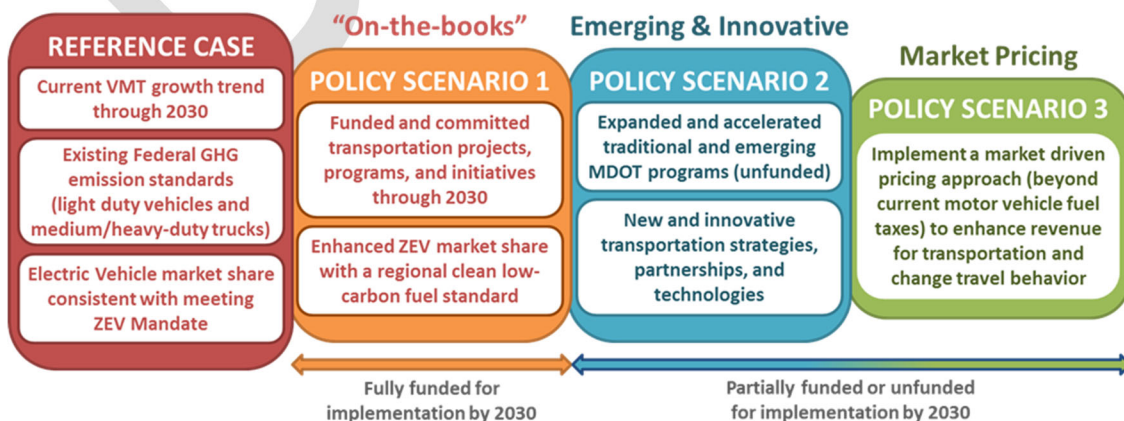 REFERENCE CASE
Current VMT growth trend
through 2030
Existing Federal GHG
emission standards
(light duty vehicles and
medium/heavy-duty trucks)
Electric Vehicle market share
consistent with meeting
ZEV Mandate
“On-the-books”
POLICY SCENARIO 1
Funded and committed
transportation projects,
programs, and initiatives
through 2030
Enhanced ZEV market share
with a regional clean low-
carbon fuel standard
Emerging & Innovative
POLICY SCENARIO 2
Expanded and accelerated
traditional and emerging
MDOT programs (unfunded)
New and innovative
transportation strategies,
partnerships, and
technologies
Market Pricing
POLICY SCENARIO 3
Implement a market driven
pricing approach (beyond
current motor vehicle fuel
taxes) to enhance revenue
for transportation and
change travel behavior
Fully funded for
implementation by 2030
Partially funded or unfunded
for implementation by 2030